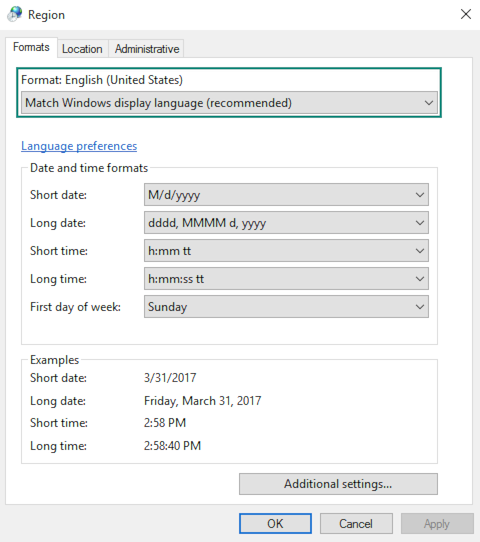 Region
Formats Location Administrative
Format: English (United States)
Match Windows display language (recommended)
Language preferences
Date and time formats
Short date: M/d/yyyy
Long date: dddd, MMMM d, yyyy
Short time: h:mm tt
Long time: h:mm:ss tt
First day of week: Sunday
Examples
Short date: 3/31/2017
Long date: Friday, March 31, 2017
Short time: 2:58 PM
Long time: 2:58:40 PM
Additional settings...
OK Cancel Apply